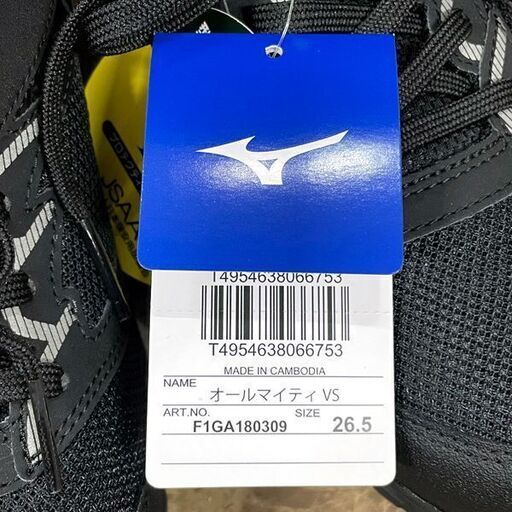 JSAA
T4954638066753
T4954638066753
MADE IN CAMBODIA
NAME オールマイティ VS
ART.NO. SIZE
F1GA180309 26.5